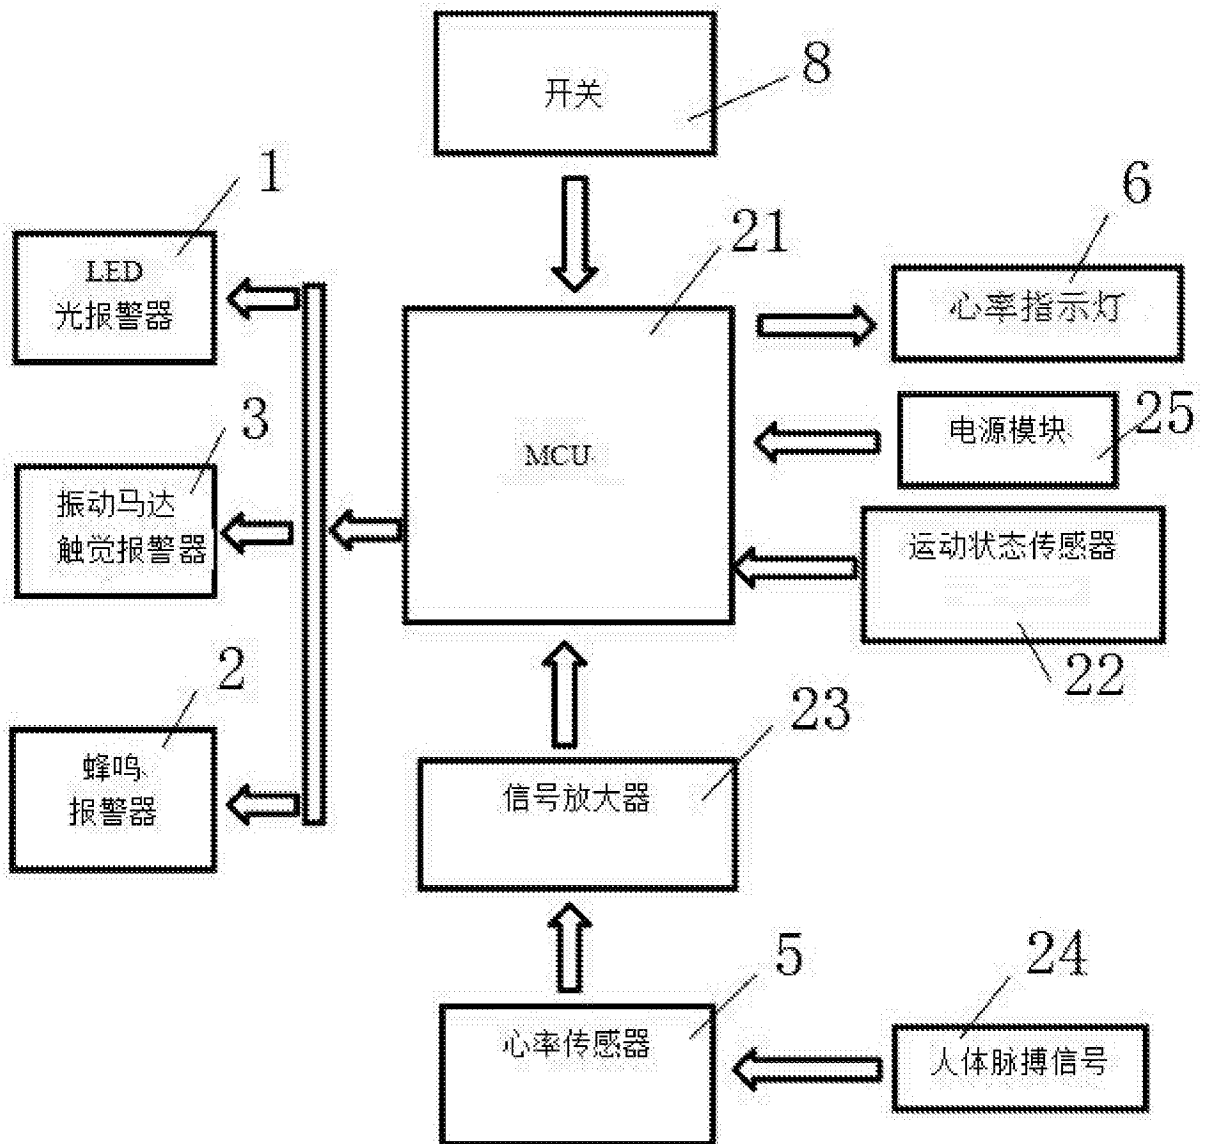 开关
8
1
LED
光报警器
21
6
心率指示灯
3
振动马达
触觉报警器
MCU
电源模块
25
运动状态传感器
22
2
蜂鸣
报警器
23
信号放大器
5
心率传感器
24
人体脉搏信号